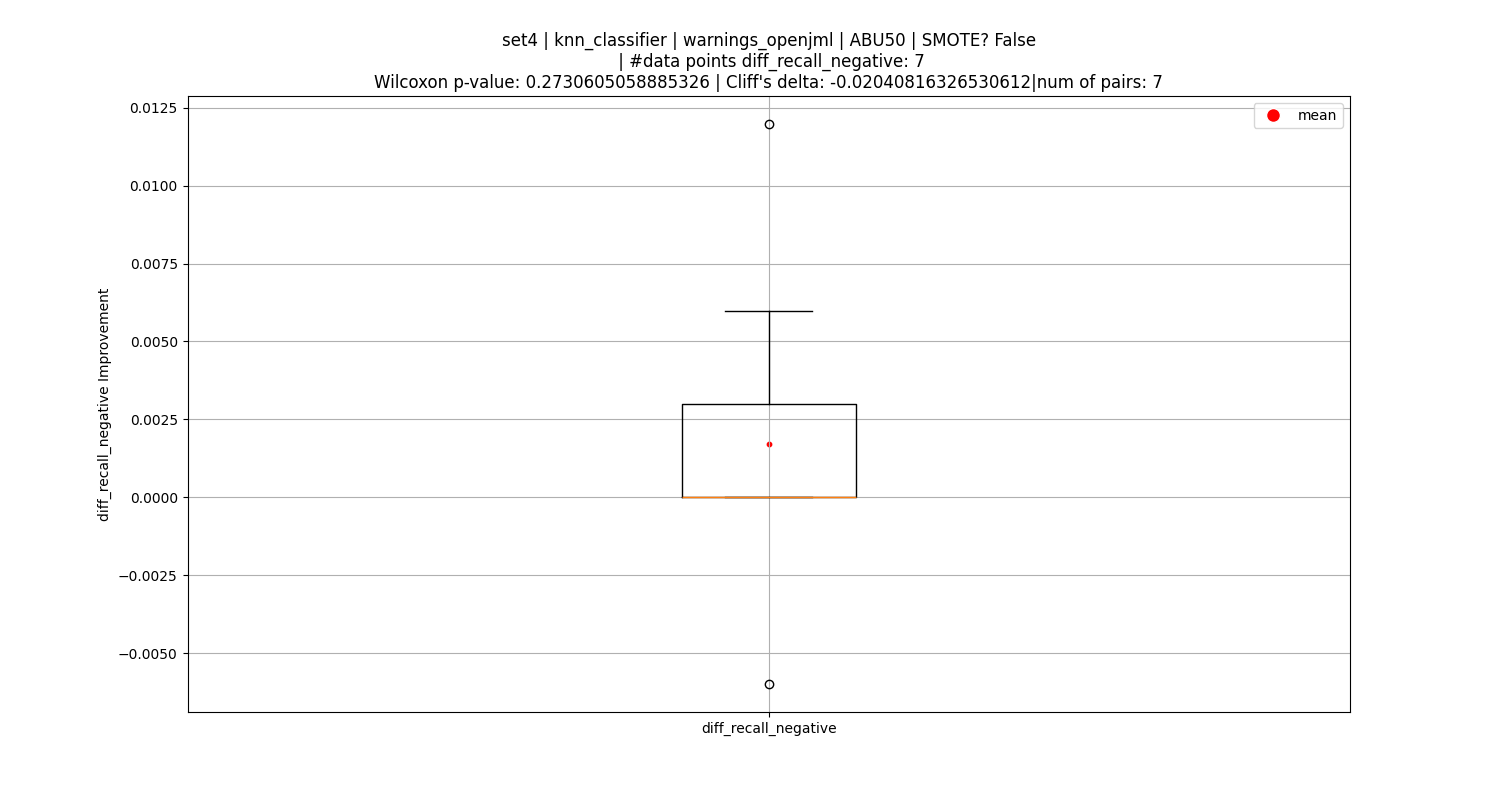 set4 | knn_classifier | warnings_openjml | ABU50 | SMOTE? False
| #data points diff_recall_negative: 7
Wilcoxon p-value: 0.2730605058885326 | Cliff's delta: -0.02040816326530612|num of pairs: 7
mean
0.0125
0.0100
0.0075
0.0050
0.0025
0.0000
−0.0025
−0.0050
diff_recall_negative Improvement
diff_recall_negative